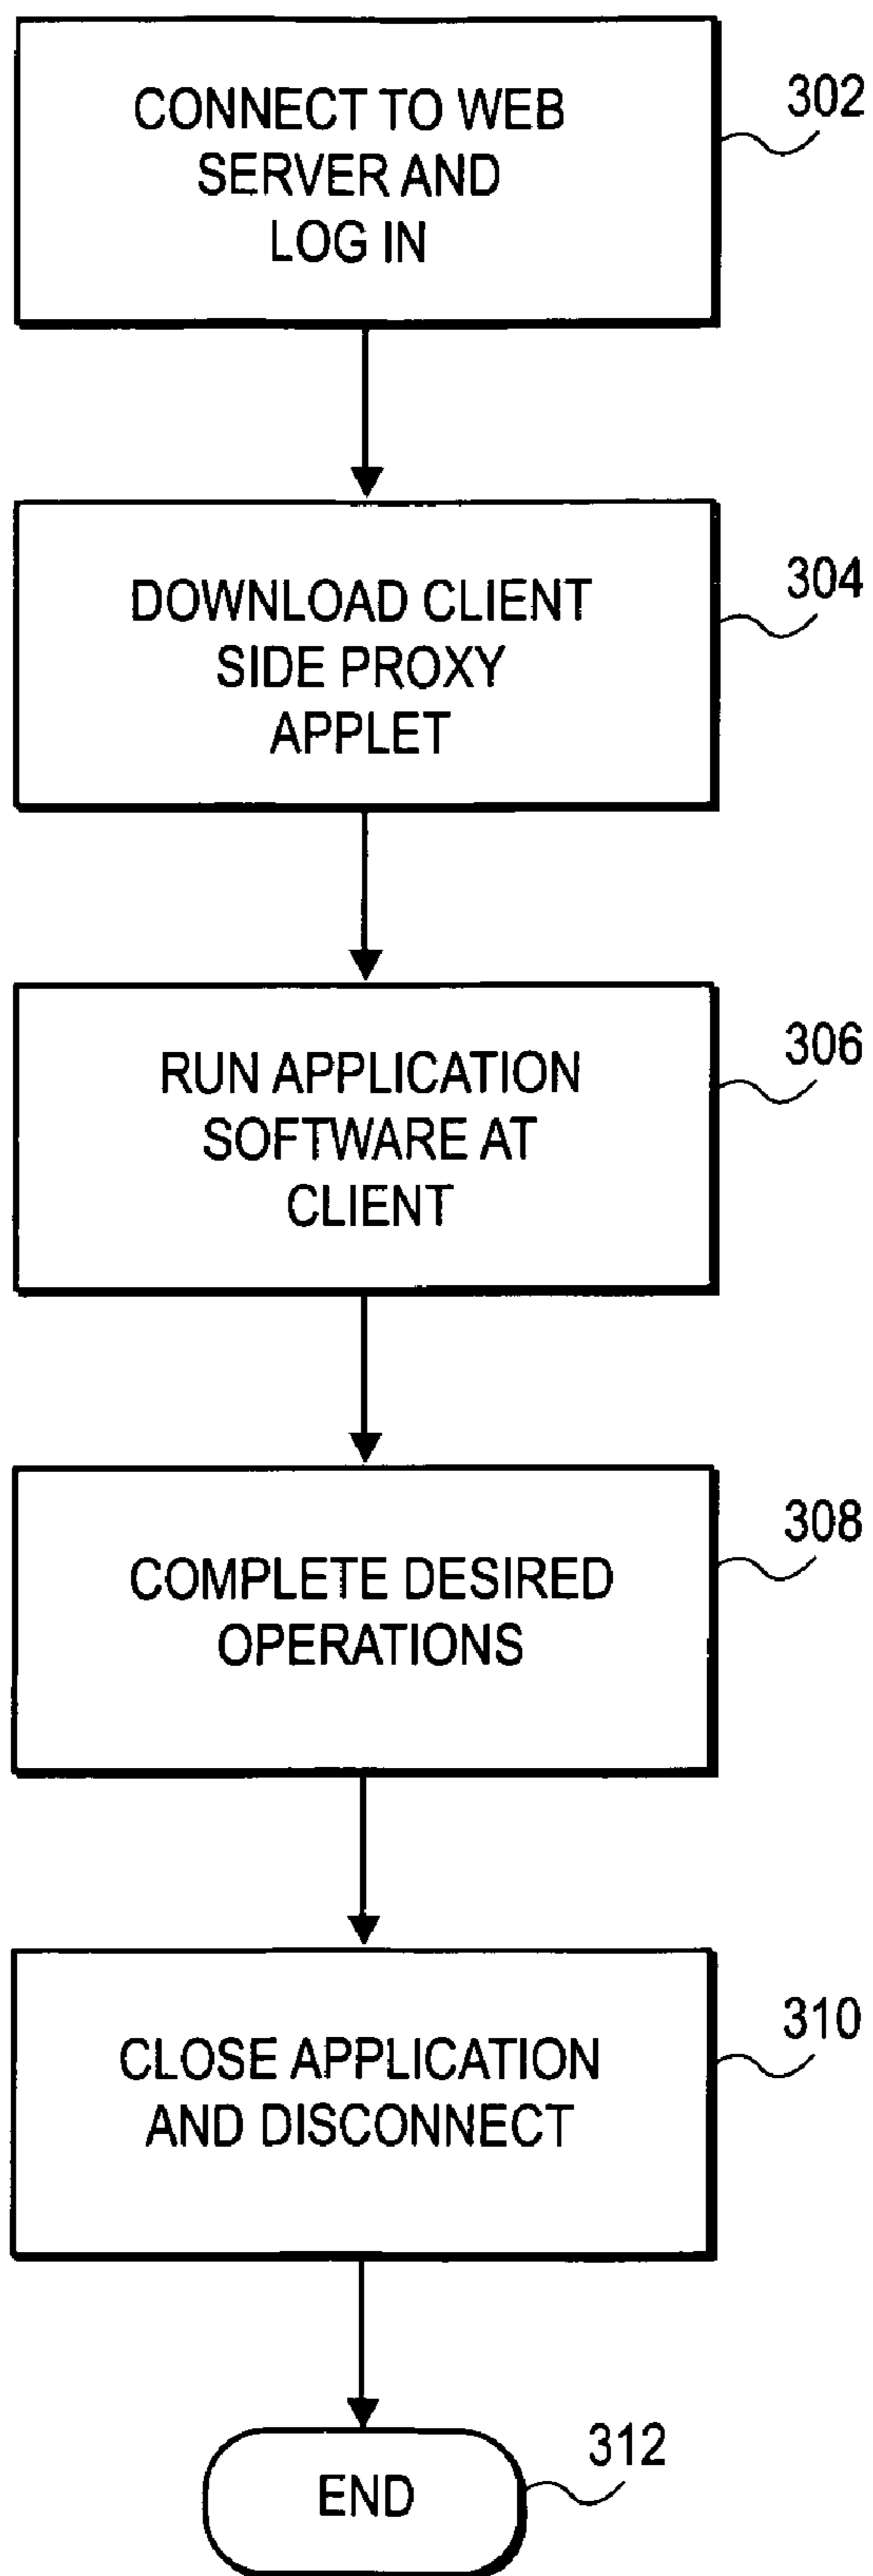 CONNECT TO WEB
SERVER AND
LOG IN
302
DOWNLOAD CLIENT
SIDE PROXY
APPLET
304
RUN APPLICATION
SOFTWARE AT
CLIENT
306
COMPLETE DESIRED
OPERATIONS
308
CLOSE APPLICATION
AND DISCONNECT
310
END
312